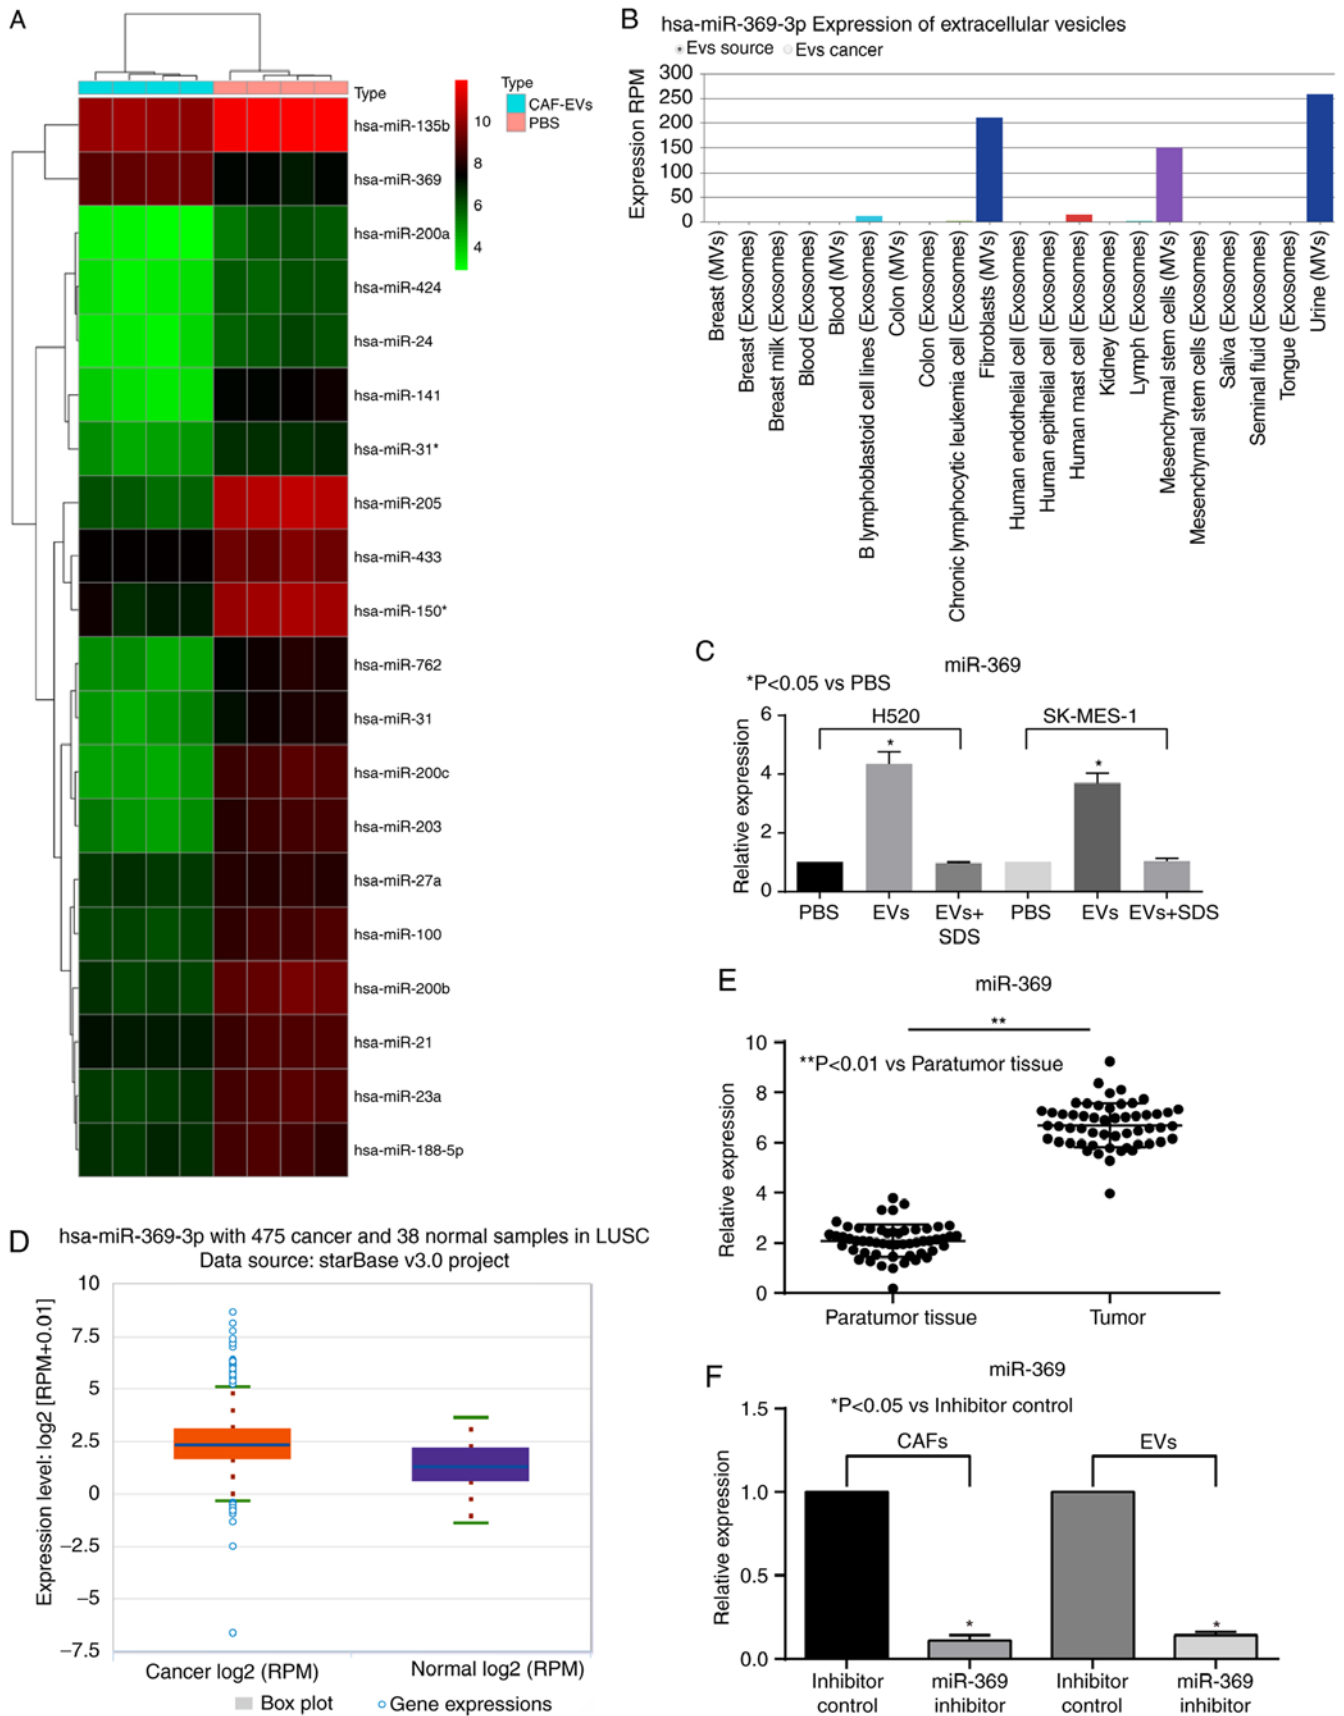 A
Type
CAF-EVs
PBS
Type
10
8
6
4
hsa-miR-135b
hsa-miR-369
hsa-miR-200a
hsa-miR-424
hsa-miR-24
hsa-miR-141
hsa-miR-31*
hsa-miR-205
hsa-miR-433
hsa-miR-150*
hsa-miR-762
hsa-miR-31
hsa-miR-200c
hsa-miR-203
hsa-miR-27a
hsa-miR-100
hsa-miR-200b
hsa-miR-21
hsa-miR-23a
hsa-miR-188-5p
B
hsa-miR-369-3p Expression of extracellular vesicles
Evs source Evs cancer
Expression RPM
300
250
200
150
100
50
0
Breast (MVs)
Breast (Exosomes)
Breast milk (Exosomes)
Blood (Exosomes)
Blood (MVs)
B lymphoblastoid cell lines (Exosomes)
Colon (MVs)
Colon (Exosomes)
Chronic lymphocytic leukemia cell (Exosomes)
Fibroblasts (MVs)
Human endothelial cell (Exosomes)
Human epithelial cell (Exosomes)
Human mast cell (Exosomes)
Kidney (Exosomes)
Lymph (Exosomes)
Mesenchymal stem cells (MVs)
Mesenchymal stem cells (Exosomes)
Saliva (Exosomes)
Seminal fluid (Exosomes)
Tongue (Exosomes)
Urine (MVs)
C
miR-369
*P<0.05 vs PBS
H520
SK-MES-1
Relative expression
6
4
2
0
*
*
PBS
EVs
EVs+
SDS
PBS
EVs
EVs+SDS
D
hsa-miR-369-3p with 475 cancer and 38 normal samples in LUSC
Data source: starBase v3.0 project
Expression level: log2 [RPM+0.01]
10
7.5
5
2.5
0
−2.5
−5
−7.5
Cancer log2 (RPM)
Normal log2 (RPM)
Box plot
Gene expressions
E
miR-369
**
**P<0.01 vs Paratumor tissue
Relative expression
10
8
6
4
2
0
Paratumor tissue
Tumor
F
miR-369
*P<0.05 vs Inhibitor control
CAFs
EVs
Relative expression
1.5
1.0
0.5
0.0
*
*
Inhibitor
control
miR-369
inhibitor
Inhibitor
control
miR-369
inhibitor